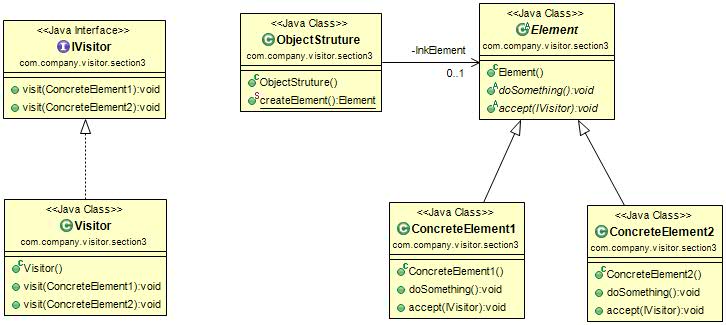 <<Java Interface>>
IVisitor
com.company.visitor.section3
visit(ConcreteElement1):void
visit(ConcreteElement2):void
<<Java Class>>
ObjectStruture
com.company.visitor.section3
ObjectStruture()
createElement():Element
-lnkElement
0..1
<<Java Class>>
Element
com.company.visitor.section3
Element()
doSomething():void
accept(IVisitor):void
<<Java Class>>
Visitor
com.company.visitor.section3
Visitor()
visit(ConcreteElement1):void
visit(ConcreteElement2):void
<<Java Class>>
ConcreteElement1
com.company.visitor.section3
ConcreteElement1()
doSomething():void
accept(IVisitor):void
<<Java Class>>
ConcreteElement2
com.company.visitor.section3
ConcreteElement2()
doSomething():void
accept(IVisitor):void